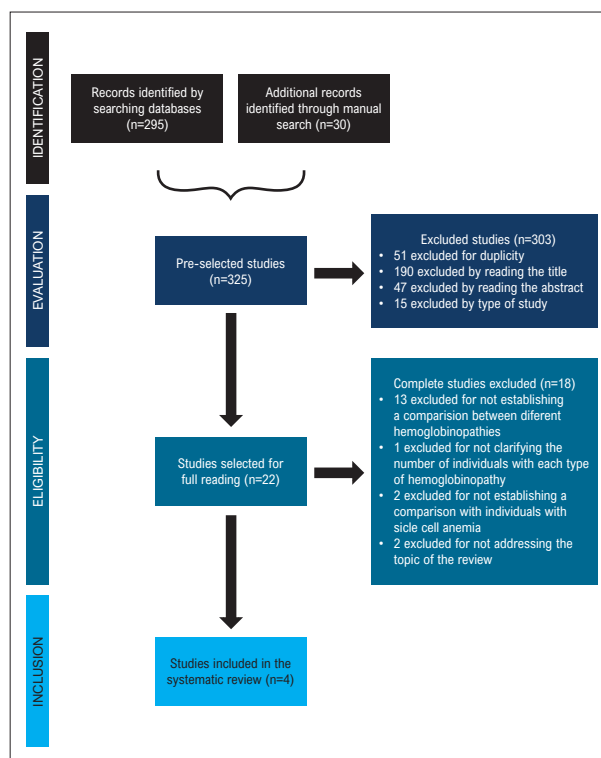 IDENTIFICATION
Records identified by
searching databases
(n=295)
Additional records
identified through manual
search (n=30)
EVALUATION
Pre-selected studies
(n=325)
Excluded studies (n=303)
• 51 excluded for duplicity
• 190 excluded by reading the title
• 47 excluded by reading the abstract
• 15 excluded by type of study
ELIGIBILITY
Studies selected for
full reading (n=22)
Complete studies excluded (n=18)
• 13 excluded for not establishing
a comparision between diferent
hemoglobinopathies
• 1 excluded for not clarifying the
number of individuals with each type
of hemoglobinopathy
• 2 excluded for not establishing a
comparison with individuals with
sicle cell anemia
• 2 excluded for not addressing the
topic of the review
INCLUSION
Studies included in the
systematic review (n=4)